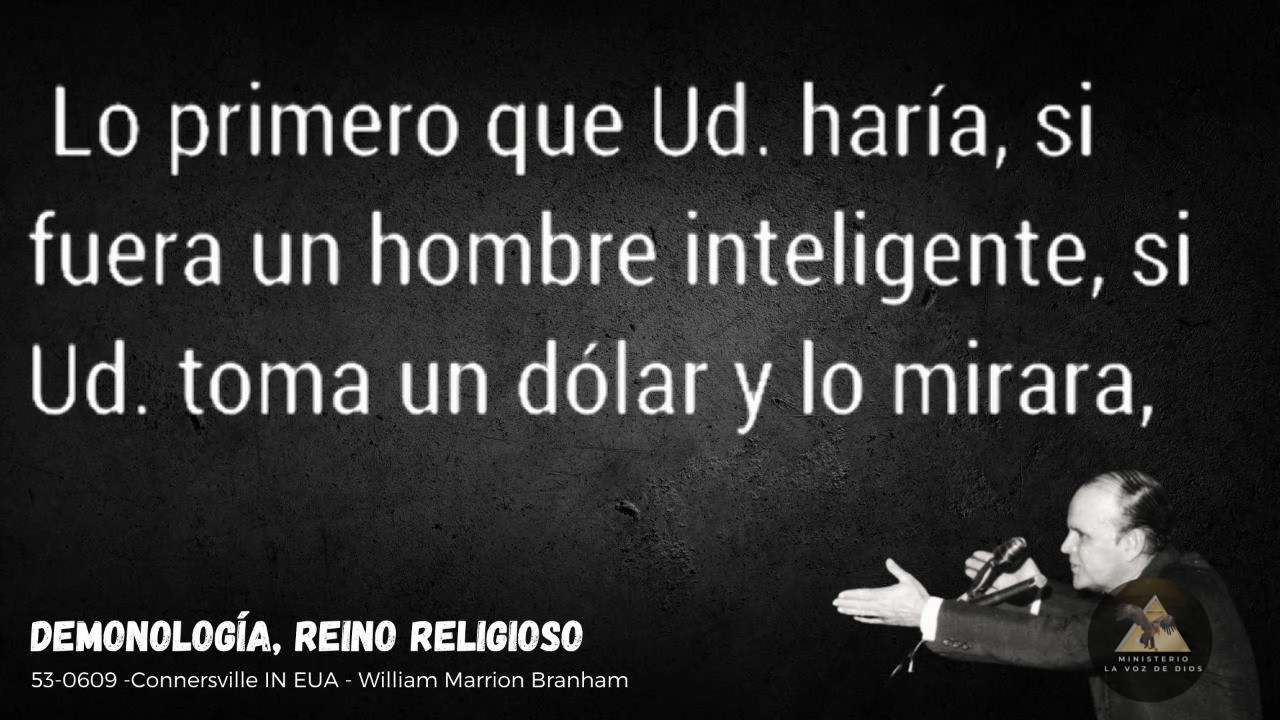 Lo primero que Ud. haría, si
fuera un hombre inteligente, si
Ud. toma un dólar y lo mirara,
DEMONOLOGÍA, REINO RELIGIOSO
53-0609 -Connersville IN EUA - William Marrion Branham
MINISTERIO
LA VOZ DE DIOS